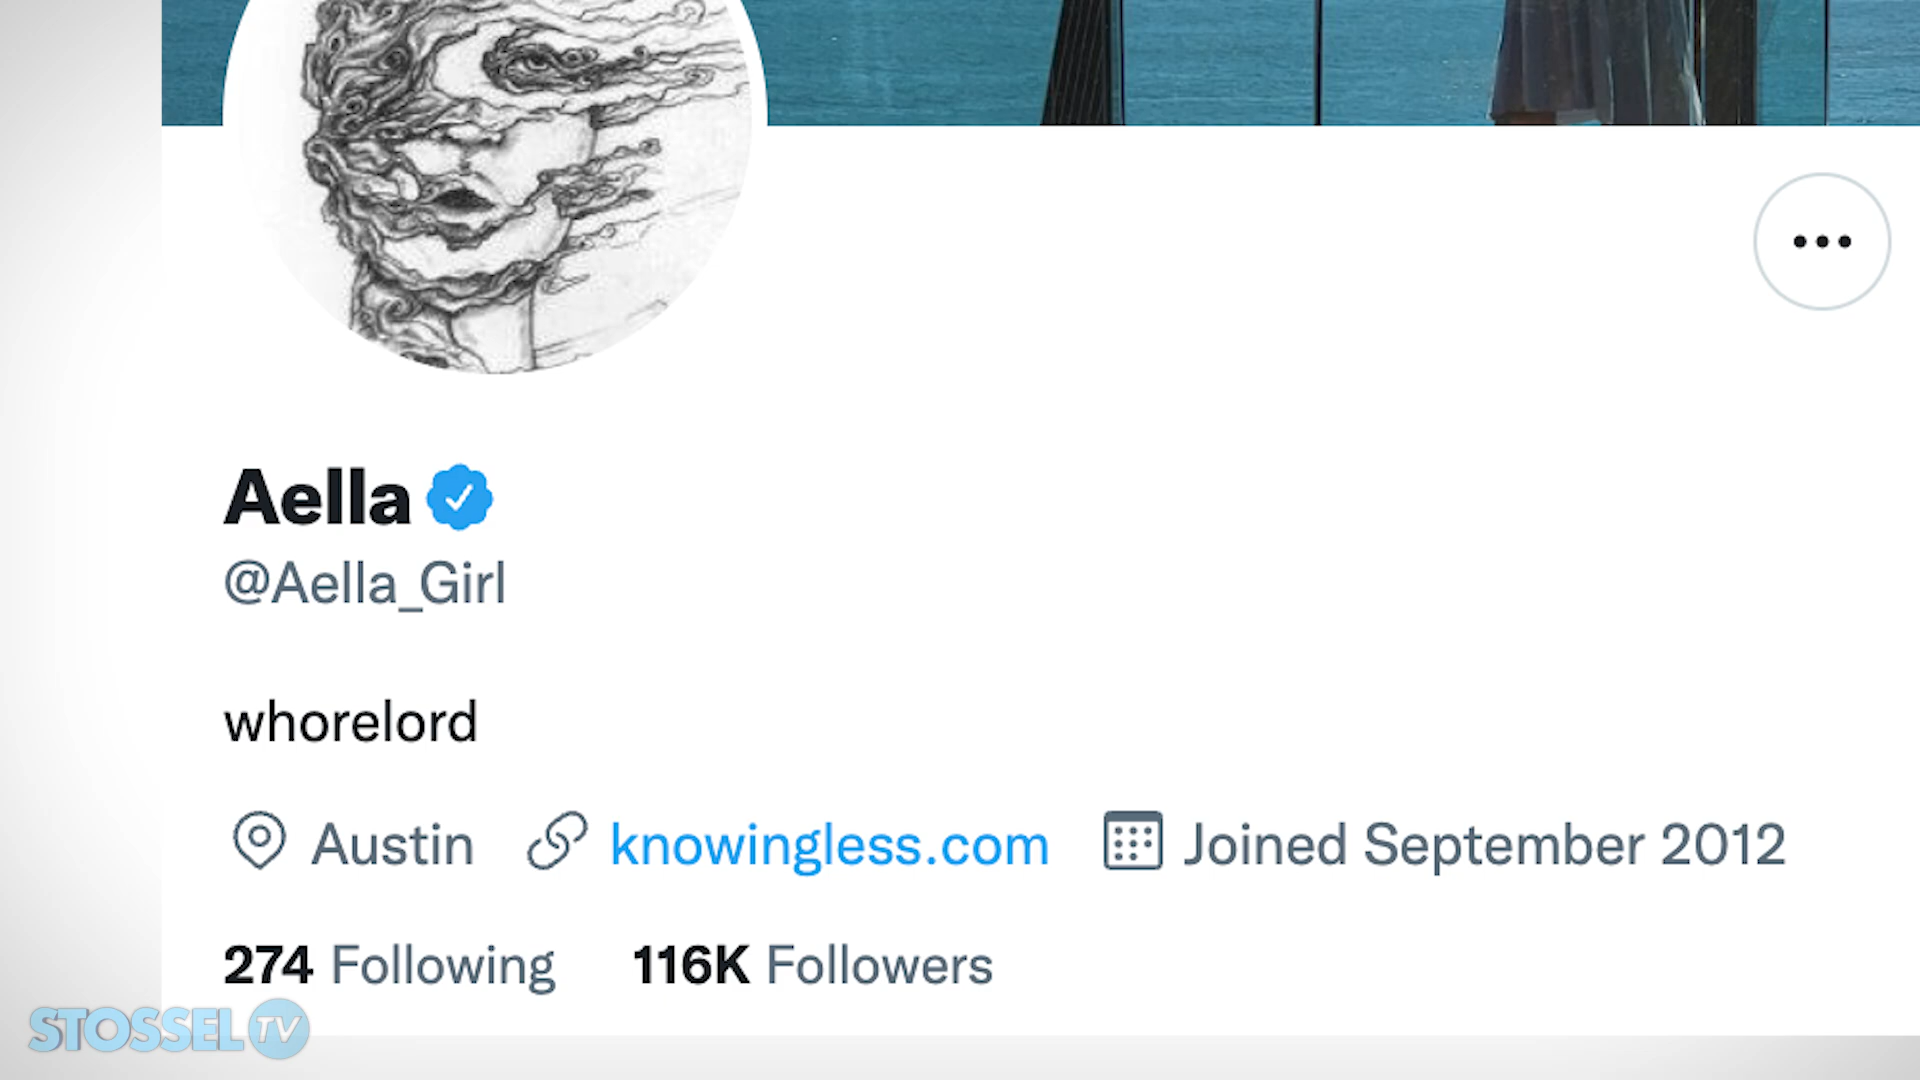 Aella
@Aella_Girl
whorelord
Austin knowingless.com Joined September 2012
274 Following 116K Followers
STOSSEL TV